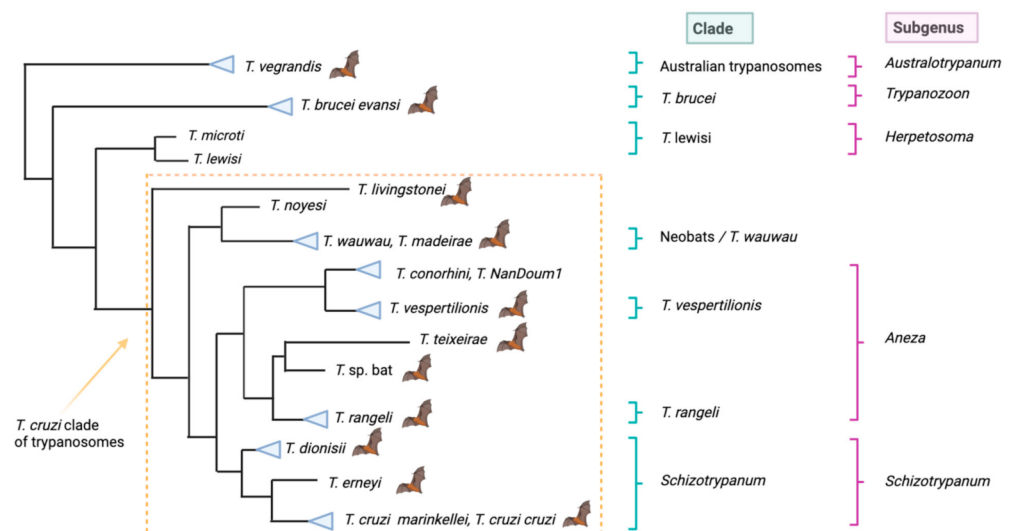 Clade
Subgenus
T. vegrandis
Australian trypanosomes
Australotrypanum
T. brucei evansi
T. brucei
Trypanozoon
T. microti
T. lewisi
T. lewisi
Herpetosoma
T. livingstonei
T. noyesi
T. wauwau, T. madeirae
Neobats / T. wauwau
T. conorhini, T. NanDoum1
T. vespertilionis
T. vespertilionis
T. teixeirae
Aneza
T. sp. bat
T. rangeli
T. rangeli
T. cruzi clade
of trypanosomes
T. dionisii
T. erneyi
Schizotrypanum
Schizotrypanum
T. cruzi marinkellei, T. cruzi cruzi